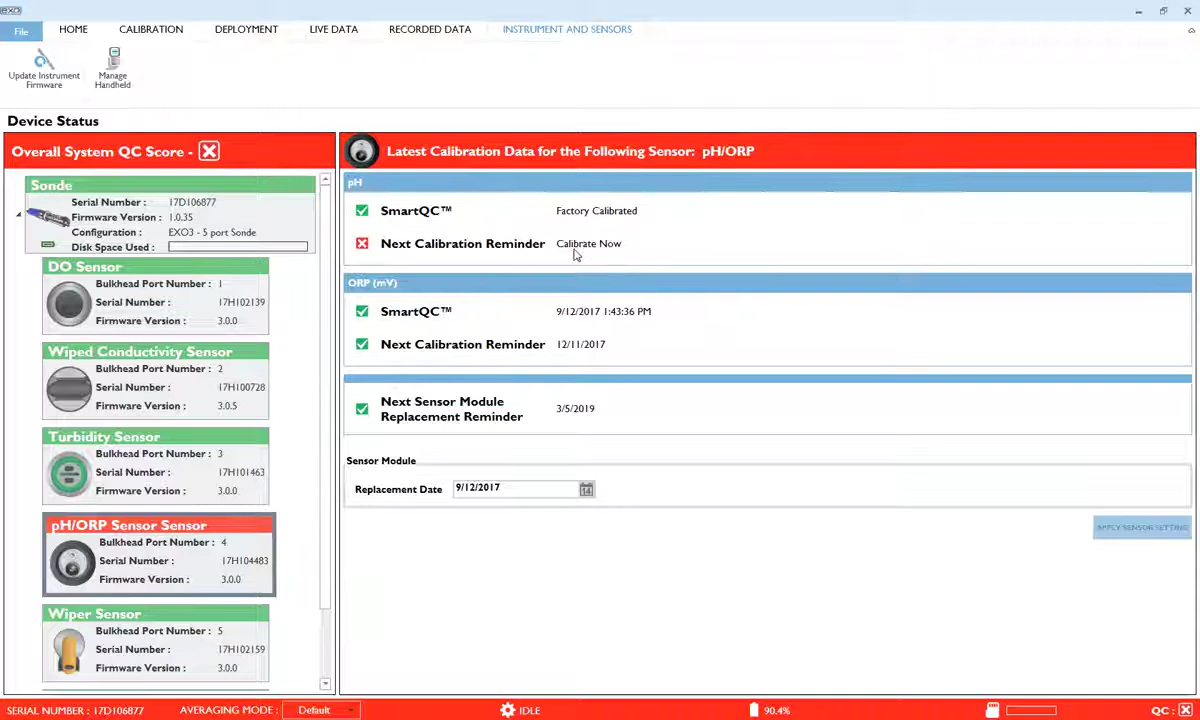 EXO
File HOME CALIBRATION DEPLOYMENT LIVE DATA RECORDED DATA INSTRUMENT AND SENSORS
Update Instrument
Firmware
Manage
Handheld
Device Status
Overall System QC Score -
Sonde
Serial Number : 17D106877
Firmware Version : 1.0.35
Configuration : EXO3 - 5 port Sonde
Disk Space Used :
DO Sensor
Bulkhead Port Number : 1
Serial Number : 17H102139
Firmware Version : 3.0.0
Wiped Conductivity Sensor
Bulkhead Port Number : 2
Serial Number : 17H100728
Firmware Version : 3.0.5
Turbidity Sensor
Bulkhead Port Number : 3
Serial Number : 17H101463
Firmware Version : 3.0.0
pH/ORP Sensor Sensor
Bulkhead Port Number : 4
Serial Number : 17H104483
Firmware Version : 3.0.0
Wiper Sensor
Bulkhead Port Number : 5
Serial Number : 17H102159
Firmware Version : 3.0.0
Latest Calibration Data for the Following Sensor: pH/ORP
pH
SmartQC™ Factory Calibrated
Next Calibration Reminder Calibrate Now
ORP (mV)
SmartQC™ 9/12/2017 1:43:36 PM
Next Calibration Reminder 12/11/2017
Next Sensor Module
Replacement Reminder 3/5/2019
Sensor Module
Replacement Date 9/12/2017 14
APPLY SENSOR SETTING
SERIAL NUMBER : 17D106877 AVERAGING MODE : Default IDLE 90.4% QC :